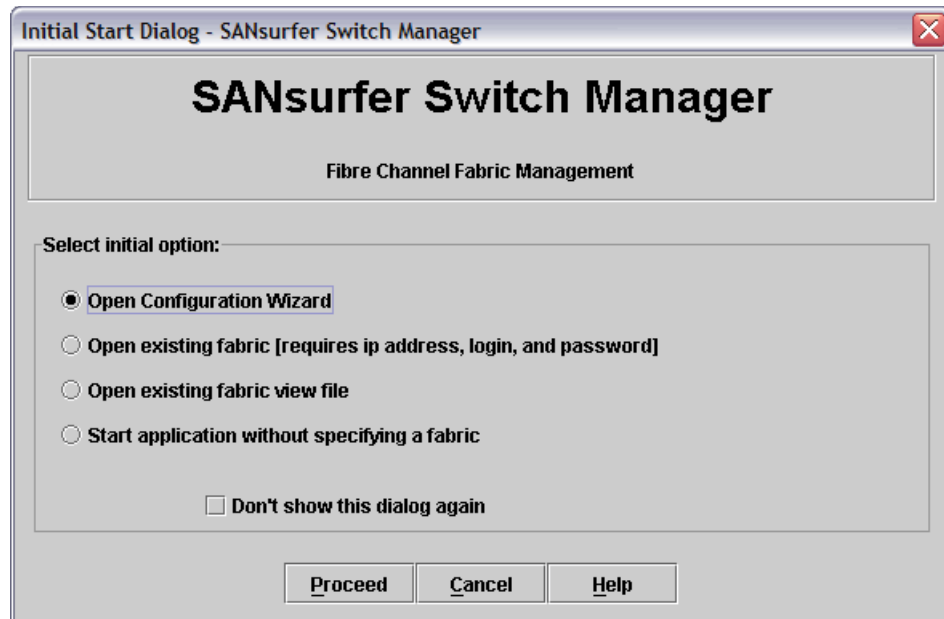 Initial Start Dialog - SANsurfer Switch Manager
SANsurfer Switch Manager
Fibre Channel Fabric Management
Select initial option:
Open Configuration Wizard
Open existing fabric [requires ip address, login, and password]
Open existing fabric view file
Start application without specifying a fabric
Don't show this dialog again
Proceed Cancel Help